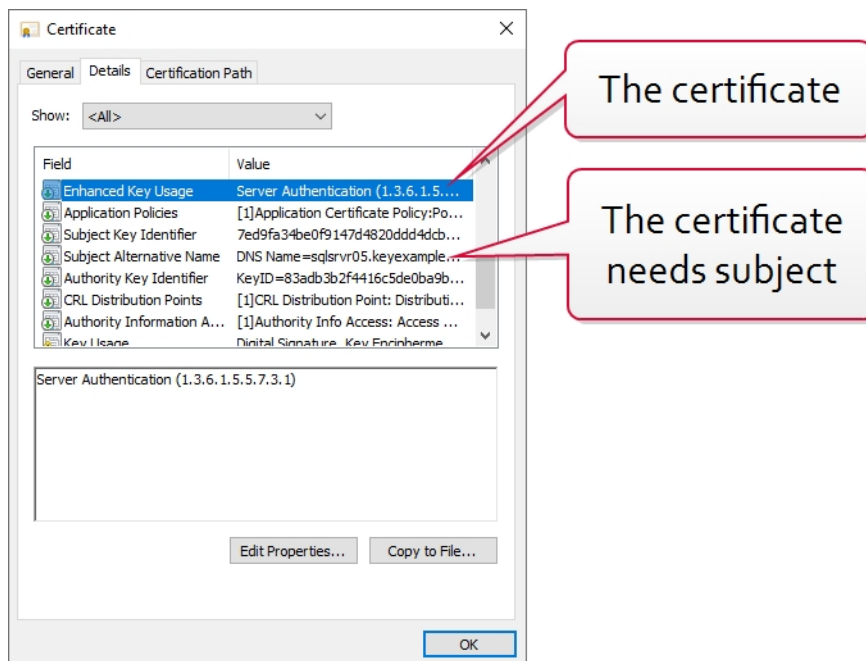 Certificate
General Details Certification Path
Show: <All>
Field Value
Enhanced Key Usage Server Authentication (1.3.6.1.5....
Application Policies [1]Application Certificate Policy:Po...
Subject Key Identifier 7ed9fa34be0f9147d4820ddd4dcb...
Subject Alternative Name DNS Name=sqlsrvr05.keyexample...
Authority Key Identifier KeyID=83adb3b2f4416c5de0ba9b...
CRL Distribution Points [1]CRL Distribution Point: Distributi...
Authority Information A... [1]Authority Info Access: Access ...
Key Usage Digital Signature, Key Encipherme...
Server Authentication (1.3.6.1.5.5.7.3.1)
Edit Properties... Copy to File...
OK
The certificate
The certificate
needs subject